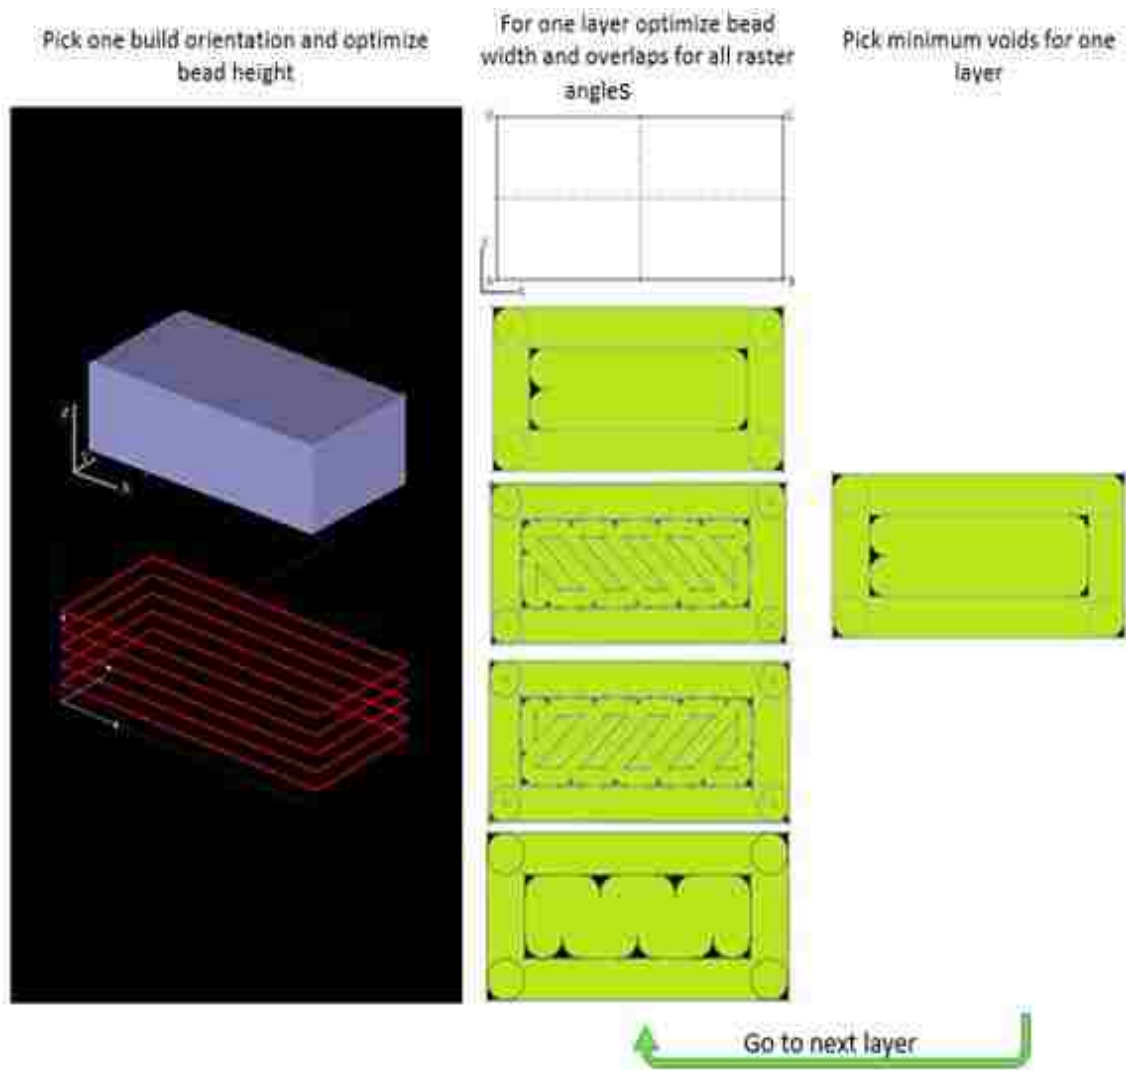 Pick one build orientation and optimize
bead height
For one layer optimize bead
width and overlaps for all raster
angles
Pick minimum voids for one
layer
Go to next layer